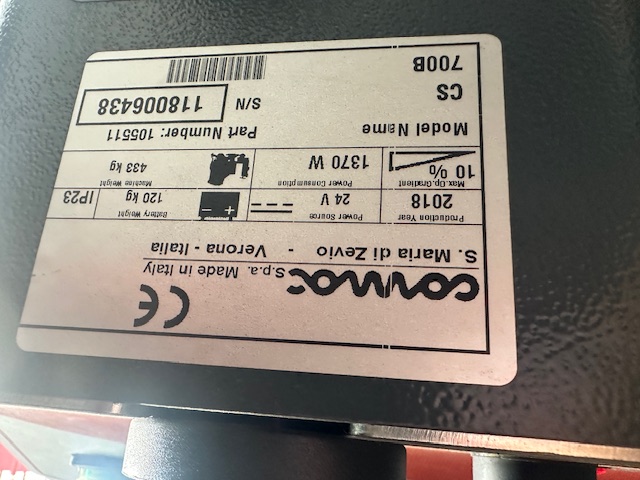 comac S.p.a. Made in Italy
S. Maria di Zevio - Verona - Italia
CE
Production Year 2018
Power Source 24 V
Battery Weight 120 kg
IP23
Max.Op.Gradient 10 %
Power Consumption 1370 W
Machine Weight 433 kg
Model Name Part Number: 105511
CS S/N 118006438
700B